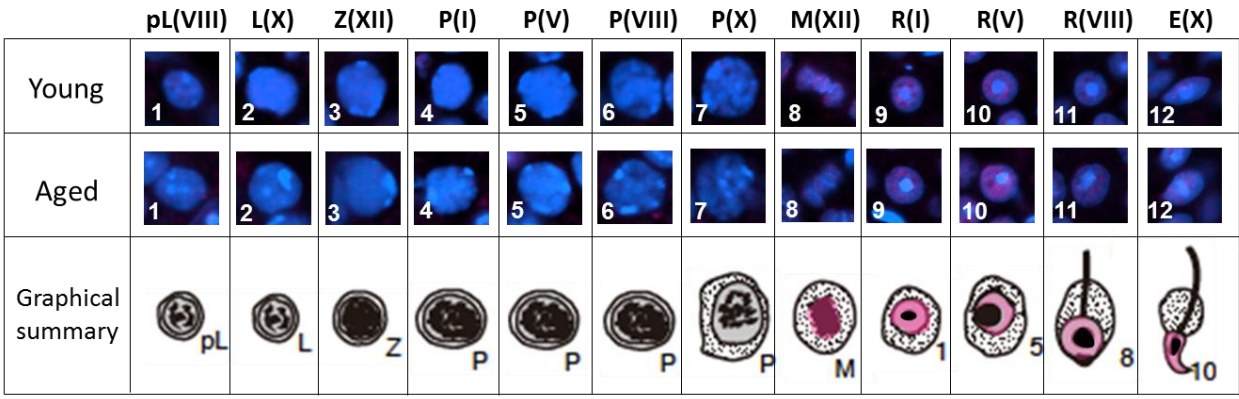 pL(VIII) L(X) Z(XII) P(I) P(V) P(VIII) P(X) M(XII) R(I) R(V) R(VIII) E(X)
Young 1 2 3 4 5 6 7 8 9 10 11 12
Aged 1 2 3 4 5 6 7 8 9 10 11 12
Graphical
summary
pL L Z P P P P M 1 5 8 10